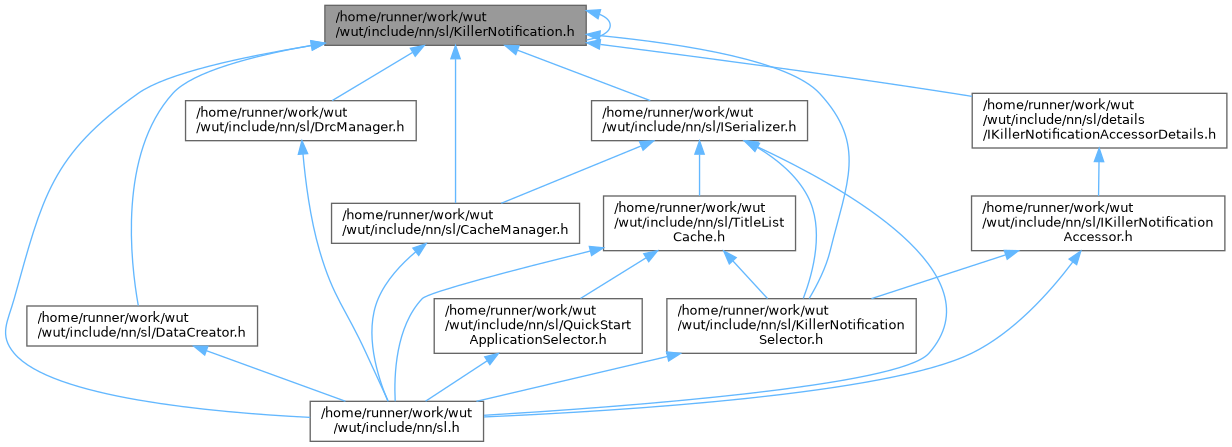 /home/runner/work/wut
/wut/include/nn/sl/KillerNotification.h
/home/runner/work/wut
/wut/include/nn/sl/DrcManager.h
/home/runner/work/wut
/wut/include/nn/sl/ISerializer.h
/home/runner/work/wut
/wut/include/nn/sl/details
/IKillerNotificationAccessorDetails.h
/home/runner/work/wut
/wut/include/nn/sl/CacheManager.h
/home/runner/work/wut
/wut/include/nn/sl/TitleList
Cache.h
/home/runner/work/wut
/wut/include/nn/sl/IKillerNotification
Accessor.h
/home/runner/work/wut
/wut/include/nn/sl/DataCreator.h
/home/runner/work/wut
/wut/include/nn/sl/QuickStart
ApplicationSelector.h
/home/runner/work/wut
/wut/include/nn/sl/KillerNotification
Selector.h
/home/runner/work/wut
/wut/include/nn/sl.h